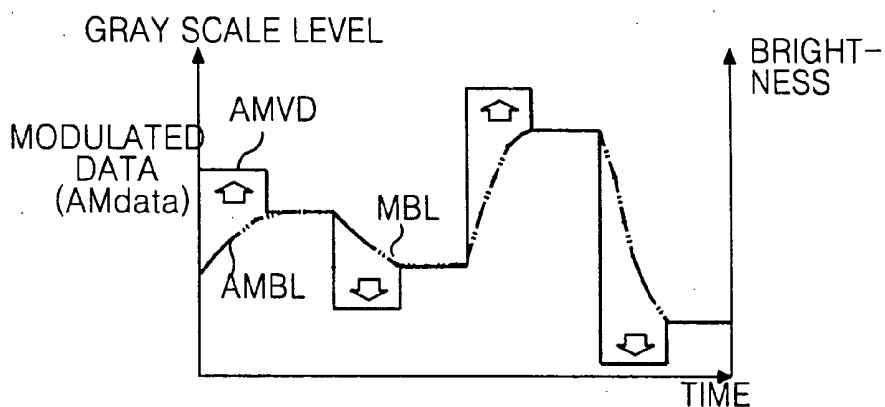 GRAY SCALE LEVEL
BRIGHT-
NESS
AMVD
MODULATED
DATA
(AMdata)
MBL
AMBL
TIME